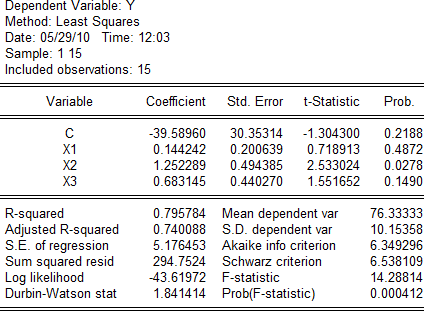 Dependent Variable: Y
Method: Least Squares
Date: 05/29/10 Time: 12:03
Sample: 1 15
Included observations: 15
Variable Coefficient Std. Error t-Statistic Prob.
C -39.58960 30.35314 -1.304300 0.2188
X1 0.144242 0.200639 0.718913 0.4872
X2 1.252289 0.494385 2.533024 0.0278
X3 0.683145 0.440270 1.551652 0.1490
R-squared 0.795784 Mean dependent var 76.33333
Adjusted R-squared 0.740088 S.D. dependent var 10.15358
S.E. of regression 5.176453 Akaike info criterion 6.349296
Sum squared resid 294.7524 Schwarz criterion 6.538109
Log likelihood -43.61972 F-statistic 14.28814
Durbin-Watson stat 1.841414 Prob(F-statistic) 0.000412